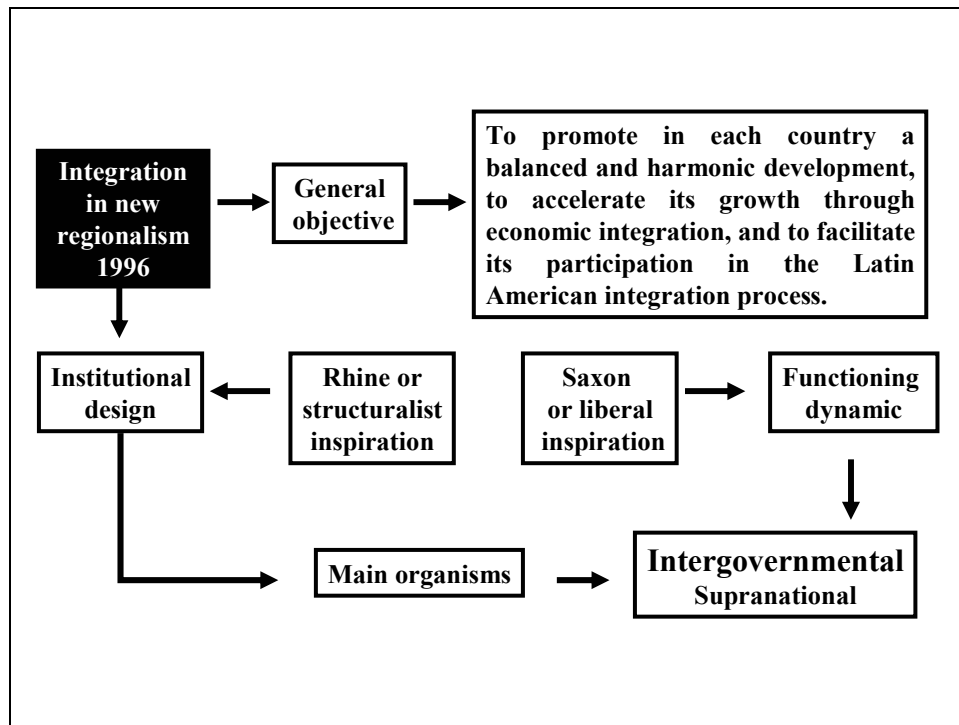 Integration
in new
regionalism
1996
General
objective
To promote in each country a
balanced and harmonic development,
to accelerate its growth through
economic integration, and to facilitate
its participation in the Latin
American integration process.
Institutional
design
Rhine or
structuralist
inspiration
Saxon
or liberal
inspiration
Functioning
dynamic
Main organisms
Intergovernmental
Supranational